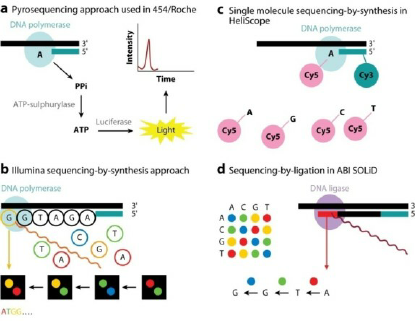 a Pyrosequencing approach used in 454/Roche
DNA polymerase
3'
5'
A
PPi
ATP-sulphurylase
ATP
Luciferase
Light
Intensity
Time
c Single molecule sequencing-by-synthesis in
HeliScope
DNA polymerase
3'
5'
A
Cy5
Cy3
A
Cy5
G
Cy5
C
Cy5
T
Cy5
b Illumina sequencing-by-synthesis approach
DNA polymerase
3'
5'
G G T A G A
C
T
T
G
A
A
ATGG....
d Sequencing-by-ligation in ABI SOLiD
DNA ligase
3'
5'
A C G T
A
C
G
T
G G T A